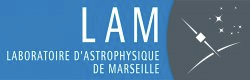 LAM
LABORATOIRE D'ASTROPHYSIQUE
DE MARSEILLE